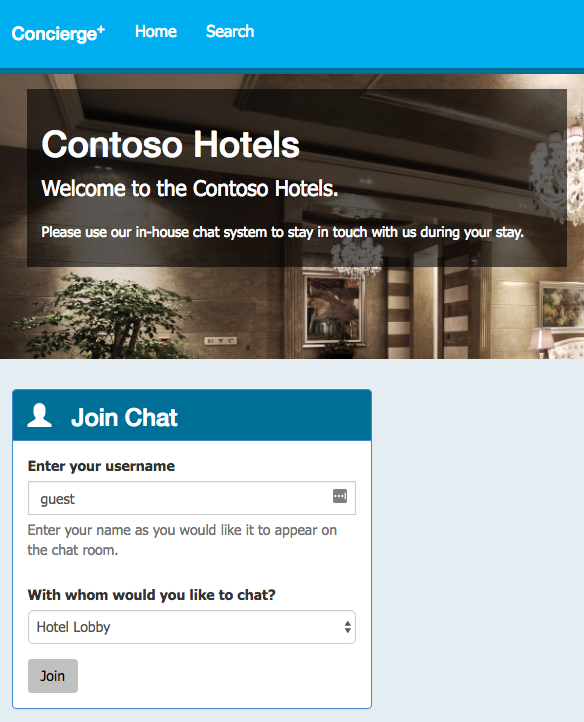 Concierge+ Home Search
Contoso Hotels
Welcome to the Contoso Hotels.
Please use our in-house chat system to stay in touch with us during your stay.
Join Chat
Enter your username
guest
Enter your name as you would like it to appear on
the chat room.
With whom would you like to chat?
Hotel Lobby
Join